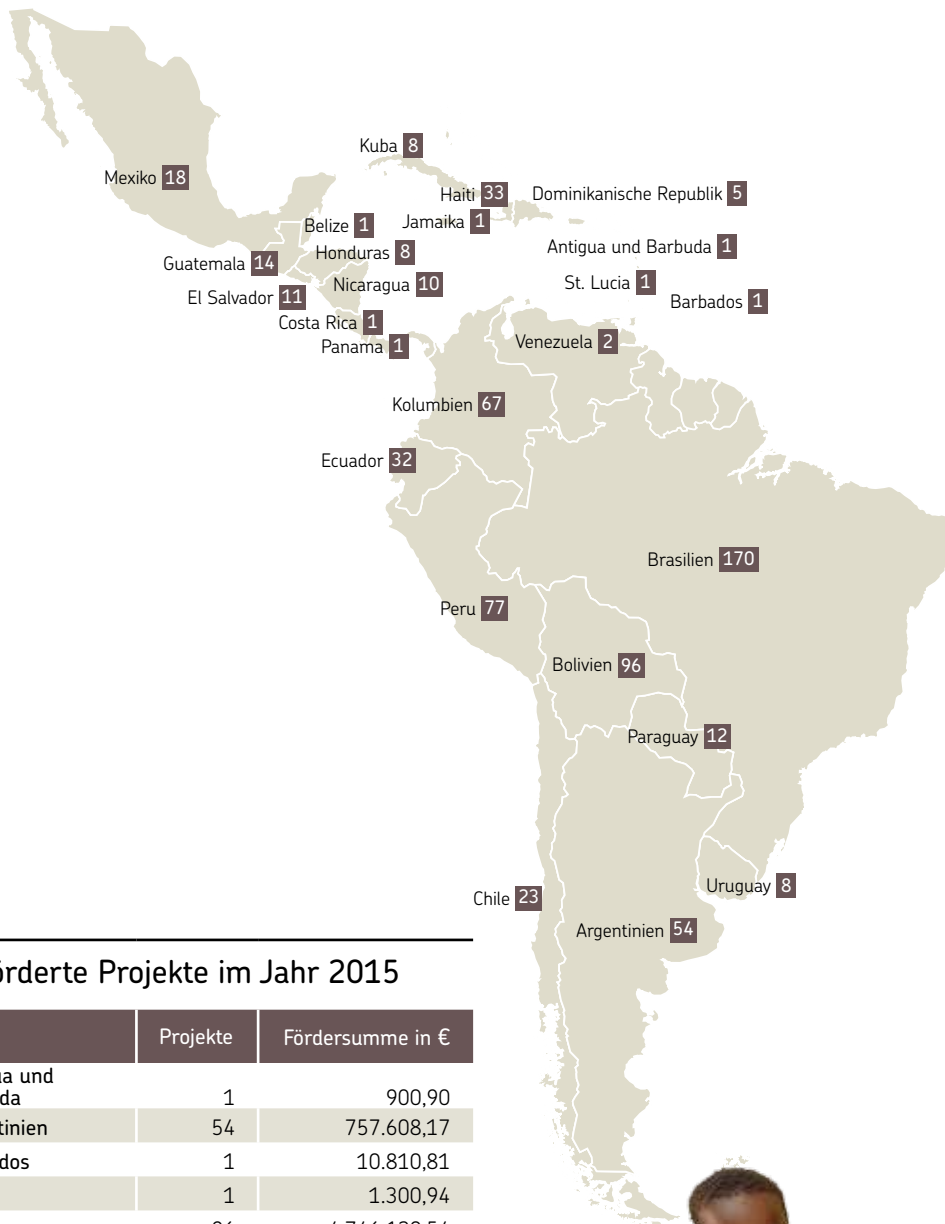 Kuba 8
Mexiko 18
Haiti 33
Dominikanische Republik 5
Jamaika 1
Belize 1
Antigua und Barbuda 1
Honduras 8
Guatemala 14
Nicaragua 10
St. Lucia 1
El Salvador 11
Barbados 1
Costa Rica 1
Panama 1
Venezuela 2
Kolumbien 67
Ecuador 32
Brasilien 170
Peru 77
Bolivien 96
Paraguay 12
Uruguay 8
Chile 23
Argentinien 54
örderte Projekte im Jahr 2015
Projekte Fördersumme in €
ua und
da 1 900,90
tinien 54 757.608,17
dos 1 10.810,81
1 1.300,94